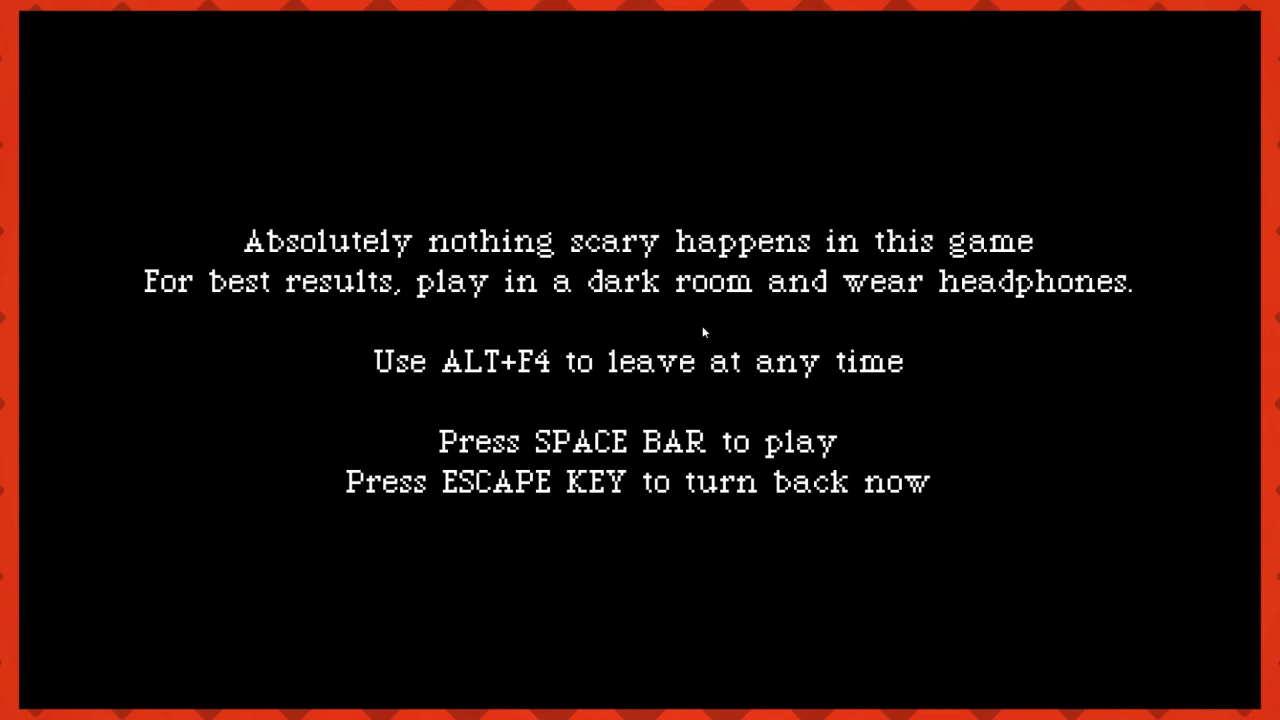 Absolutely nothing scary happens in this game
For best results, play in a dark room and wear headphones.
Use ALT+F4 to leave at any time
Press SPACE BAR to play
Press ESCAPE KEY to turn back now